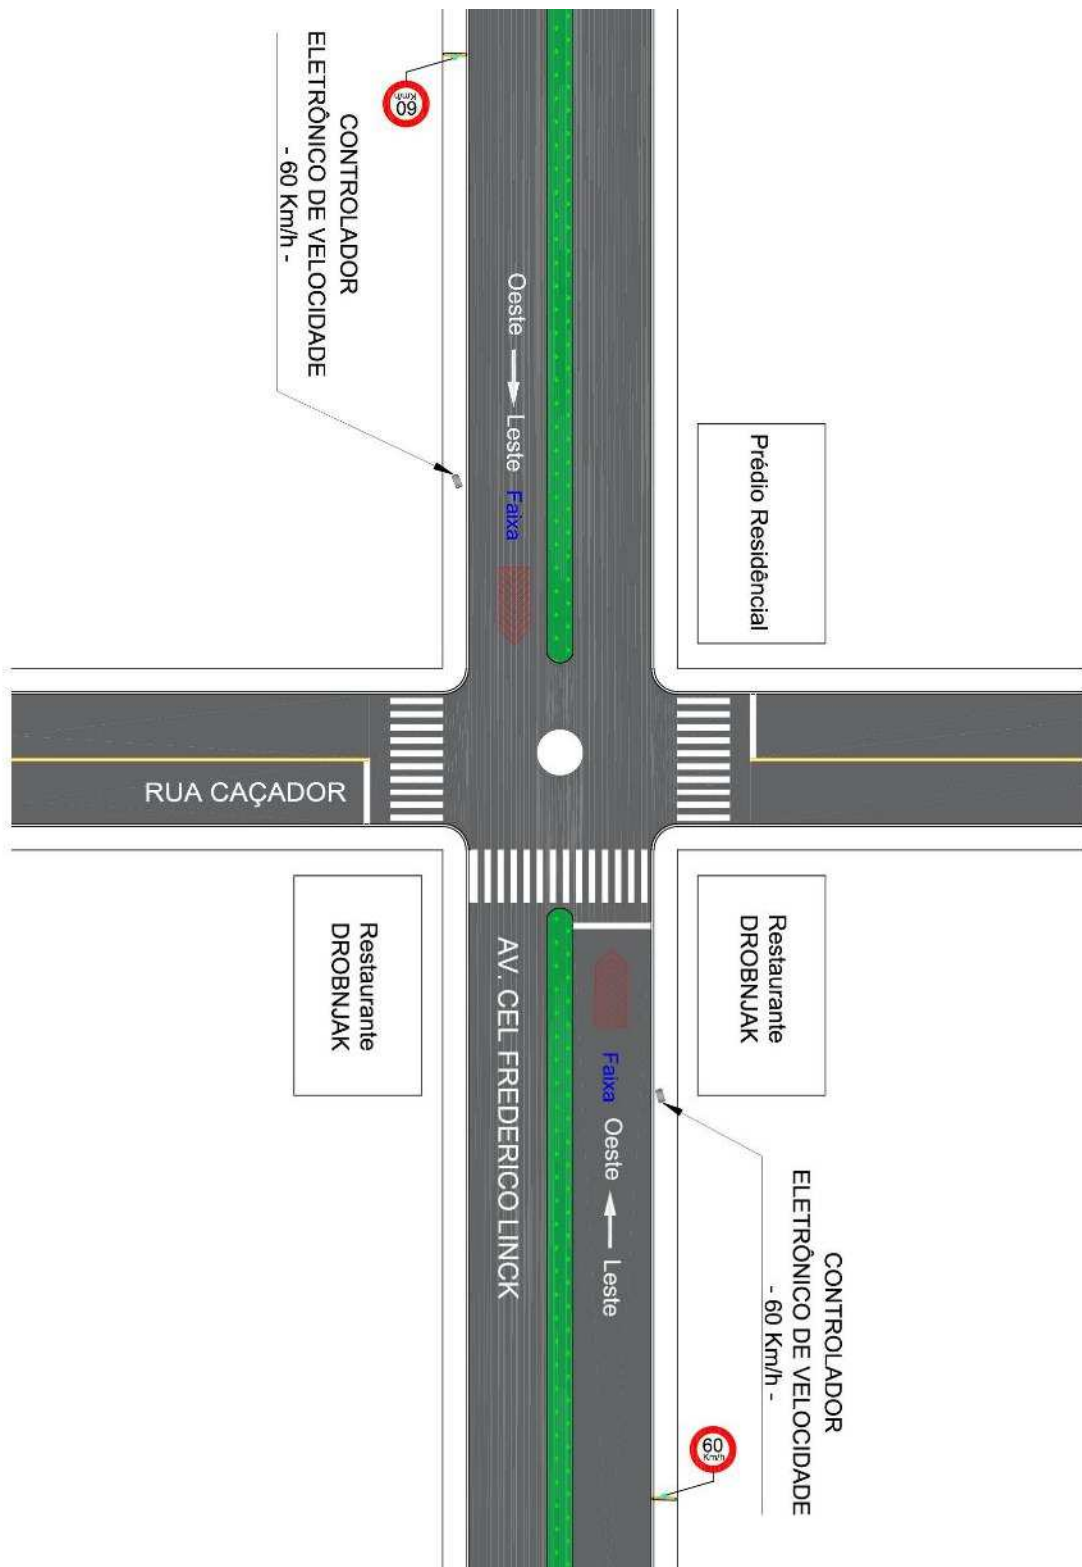 60
Km/h
CONTROLADOR
ELETRÔNICO DE VELOCIDADE
- 60 Km/h -
Oeste
Leste
Faixa
Prédio Residêncial
RUA CAÇADOR
Restaurante
DROBNJAK
AV. CEL FREDERICO LINCK
Restaurante
DROBNJAK
Faixa
Oeste
Leste
CONTROLADOR
ELETRÔNICO DE VELOCIDADE
- 60 Km/h -
60
Km/h